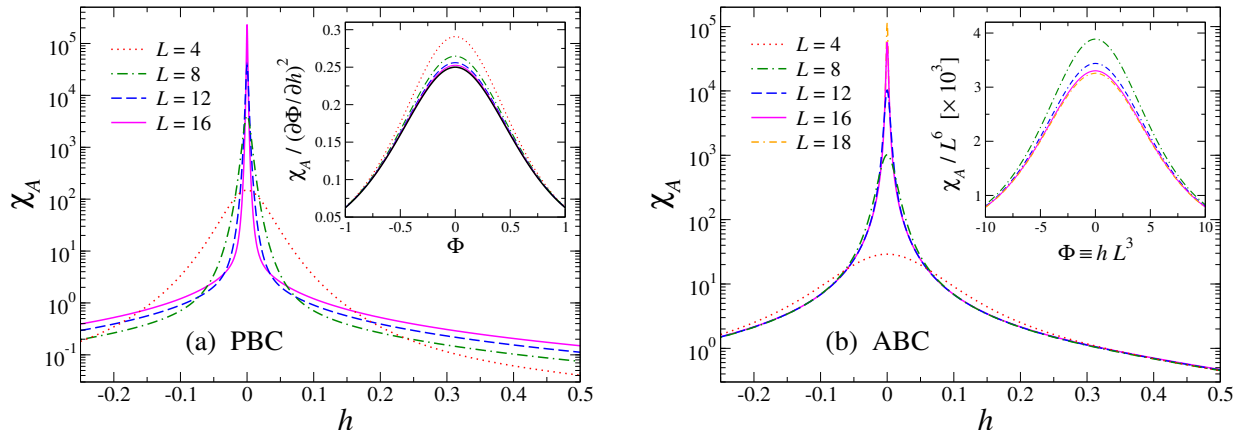 10^5
10^4
10^3
10^2
10^1
10^0
10^-1
χ_A
L = 4
L = 8
L = 12
L = 16
(a) PBC
-0.2 -0.1 0 0.1 0.2 0.3 0.4 0.5
h
χ_A / (∂Φ/∂h)^2
0.3
0.25
0.2
0.15
0.1
0.05
-1 -0.5 0 0.5 1
Φ
10^5
10^4
10^3
10^2
10^1
10^0
χ_A
L = 4
L = 8
L = 12
L = 16
L = 18
(b) ABC
-0.2 -0.1 0 0.1 0.2 0.3 0.4 0.5
h
χ_A / L^6 [× 10^3]
4
3
2
1
-10 -5 0 5 10
Φ ≡ h L^3